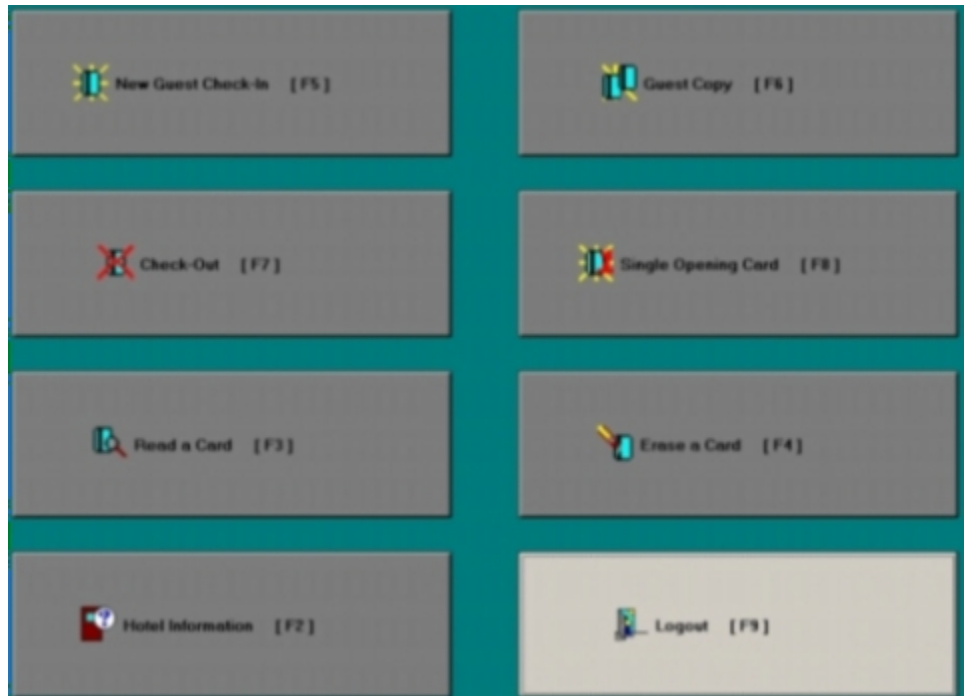 New Guest Check-In [ F5 ]
Guest Copy [ F6 ]
Check-Out [ F7 ]
Single Opening Card [ F8 ]
Read a Card [ F3 ]
Erase a Card [ F4 ]
Hotel Information [ F2 ]
Logout [ F9 ]